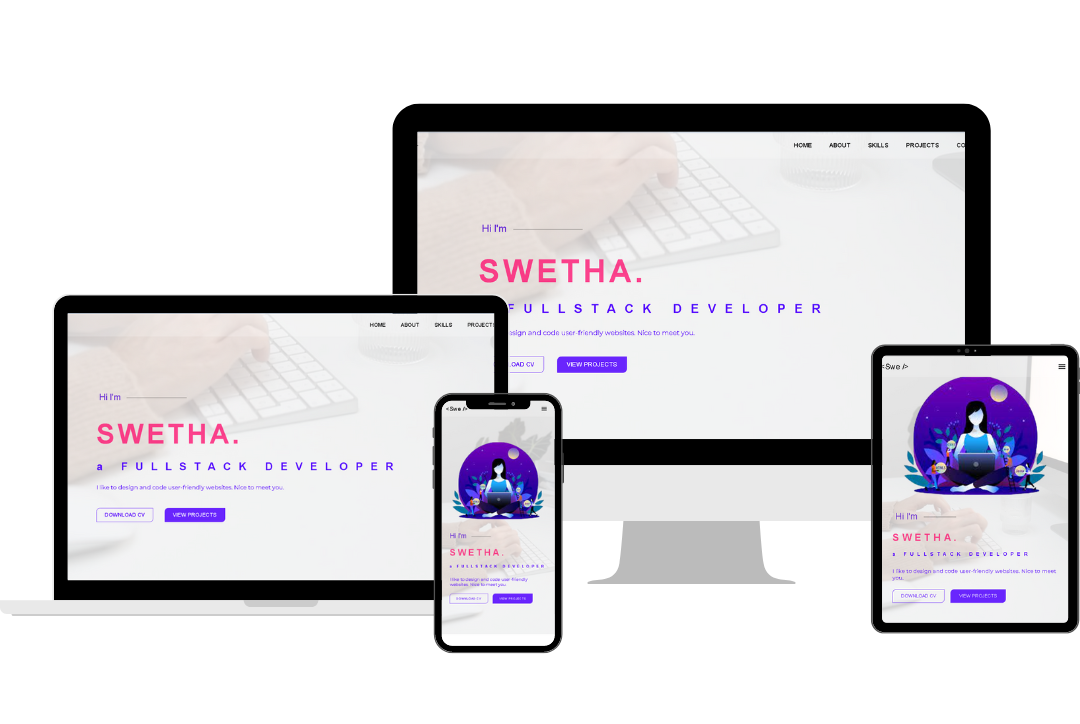 HOME ABOUT SKILLS PROJECTS CO
Hi I'm
SWETHA.
FULLSTACK DEVELOPER
design and code user-friendly websites. Nice to meet you.
LOAD CV VIEW PROJECTS
HOME ABOUT SKILLS PROJECTS
Hi I'm
SWETHA.
a FULLSTACK DEVELOPER
I like to design and code user-friendly websites. Nice to meet you.
DOWNLOAD CV VIEW PROJECTS
<Swe />
Hi I'm
SWETHA.
a FULLSTACK DEVELOPER
I like to design and code user-friendly
websites. Nice to meet you.
DOWNLOAD CV VIEW PROJECTS
<Swe />
Hi I'm
SWETHA.
a FULLSTACK DEVELOPER
I like to design and code user-friendly websites. Nice to meet
you.
DOWNLOAD CV VIEW PROJECTS